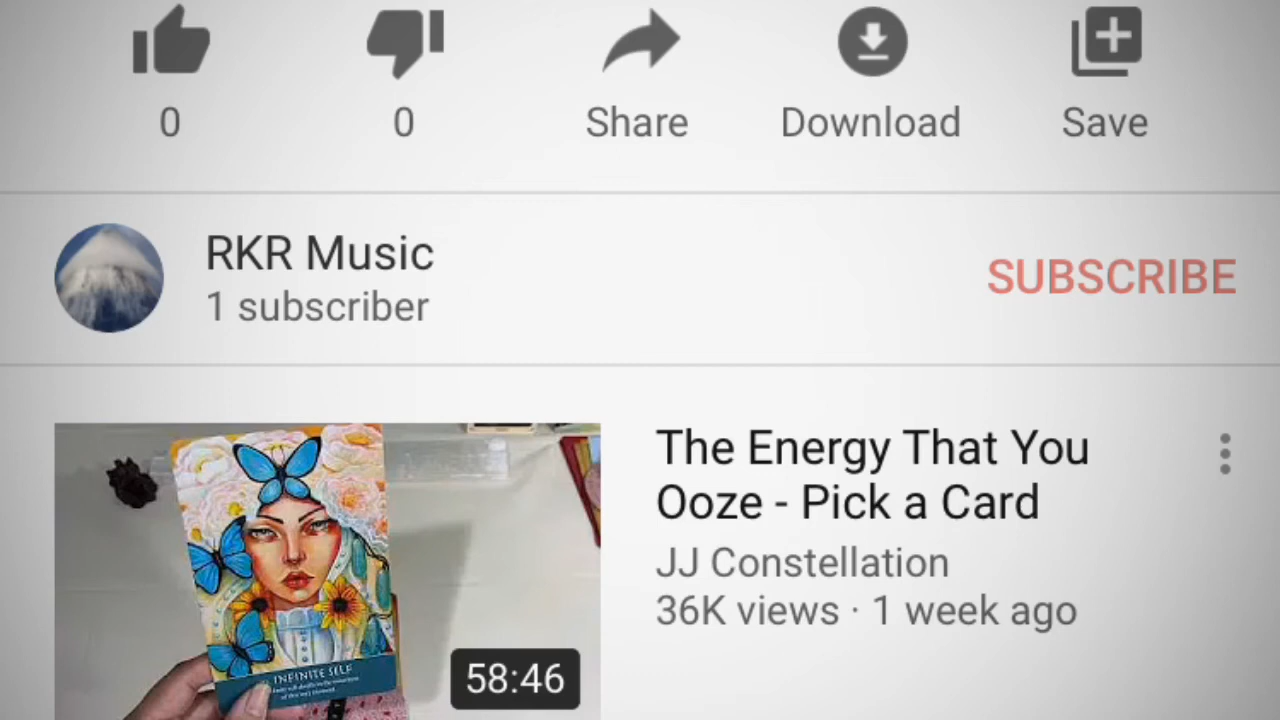 0
0
Share
Download
Save
RKR Music
1 subscriber
SUBSCRIBE
The Energy That You
Ooze - Pick a Card
JJ Constellation
36K views · 1 week ago
INFINITE SELF
58:46